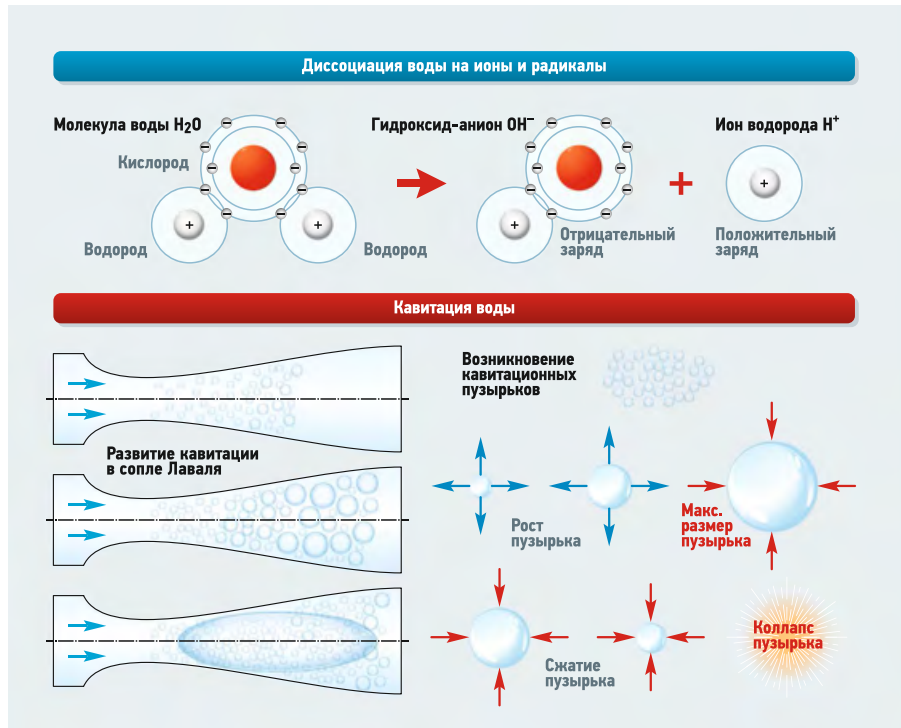 Диссоциация воды на ионы и радикалы
Молекула воды H2O
Кислород
Водород
Водород
Гидроксид-анион OH⁻
Отрицательный
заряд
Ион водорода H⁺
Положительный
заряд
Кавитация воды
Развитие кавитации
в сопле Лаваля
Возникновение
кавитационных
пузырьков
Рост
пузырька
Макс.
размер
пузырька
Сжатие
пузырька
Коллапс
пузырька